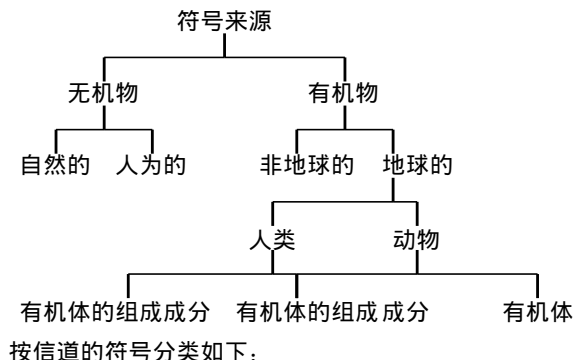 符号来源
无机物 有机物
自然的 人为的 非地球的 地球的
人类 动物
有机体的组成成分 有机体的组成成分 有机体
按信道的符号分类如下：